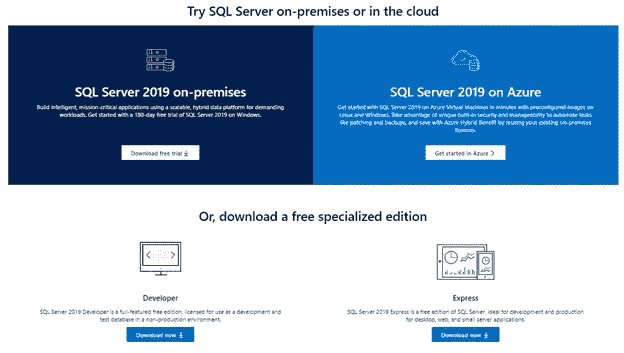 Try SQL Server on-premises or in the cloud
SQL Server 2019 on-premises
Build intelligent, mission-critical applications using a scalable, hybrid data platform for demanding
workloads. Get started with a 180-day free trial of SQL Server 2019 on Windows.
Download free trial
SQL Server 2019 on Azure
Get started with SQL Server 2019 on Azure Virtual Machines in minutes with preconfigured images on
Linux and Windows. Take advantage of unique built-in security and manageability to automate tasks
like patching and backups, and save with Azure Hybrid Benefit by reusing your existing on-premises
licenses.
Get started in Azure
Or, download a free specialized edition
Developer
SQL Server 2019 Developer is a full-featured free edition, licensed for use as a development and
test database in a non-production environment.
Download now
Express
SQL Server 2019 Express is a free edition of SQL Server, ideal for development and production
for desktop, web, and small server applications.
Download now